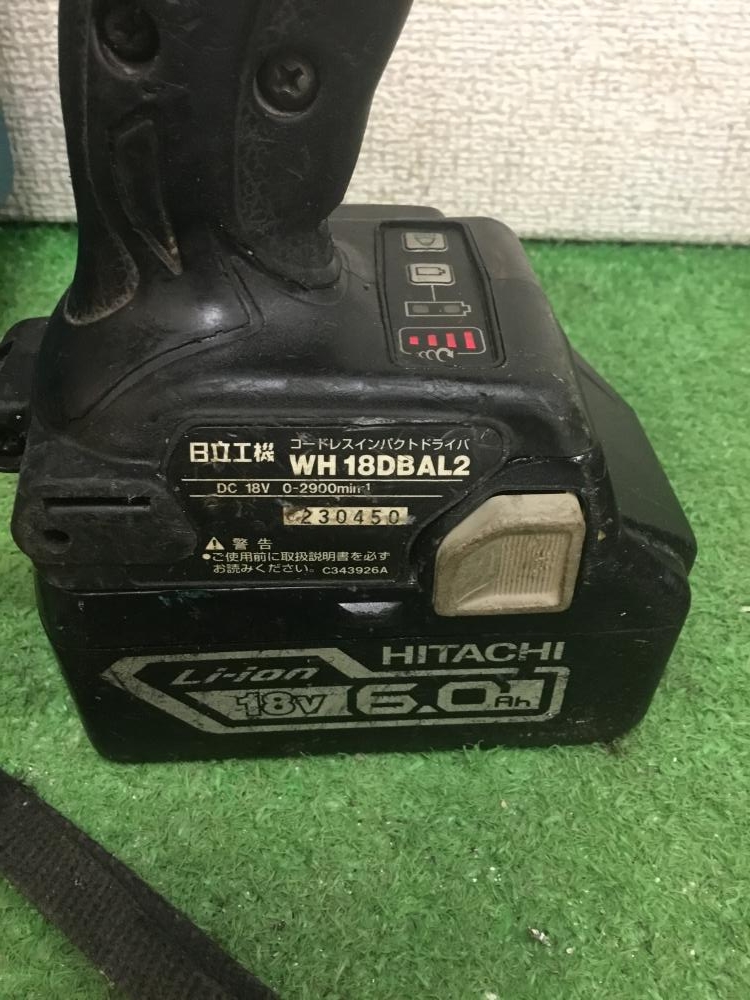 日立工機 コードレスインパクトドライバ
WH 18DBAL2
DC 18V 0-2900min-1
C230450
警告
●ご使用前に取扱説明書を必ず
お読みください。 C343926A
HITACHI
Li-ion
18V 6.0Ah